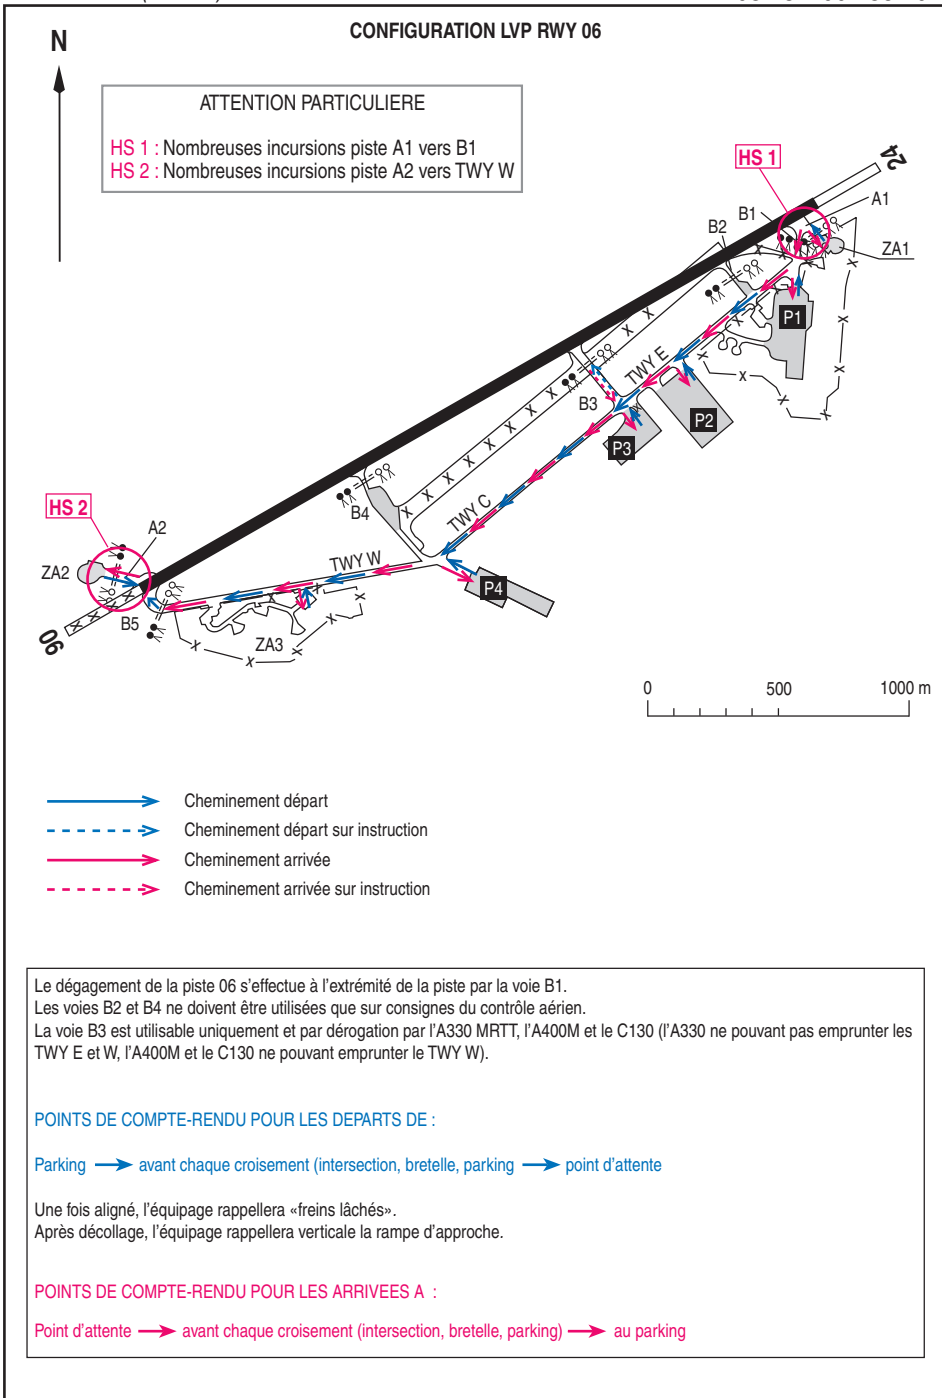 CONFIGURATION LVP RWY 06
N
ATTENTION PARTICULIERE
HS 1 : Nombreuses incursions piste A1 vers B1
HS 2 : Nombreuses incursions piste A2 vers TWY W
HS 1
24
A1
B1
B2
ZA1
P1
TWY E
B3
P2
P3
B4
TWY C
HS 2
A2
TWY W
ZA2
P4
B5
ZA3
06
0 500 1000 m
Cheminement départ
Cheminement départ sur instruction
Cheminement arrivée
Cheminement arrivée sur instruction
Le dégagement de la piste 06 s'effectue à l'extrémité de la piste par la voie B1.
Les voies B2 et B4 ne doivent être utilisées que sur consignes du contrôle aérien.
La voie B3 est utilisable uniquement et par dérogation par l'A330 MRTT, l'A400M et le C130 (l'A330 ne pouvant pas emprunter les
TWY E et W, l'A400M et le C130 ne pouvant emprunter le TWY W).
POINTS DE COMPTE-RENDU POUR LES DEPARTS DE :
Parking → avant chaque croisement (intersection, bretelle, parking → point d'attente
Une fois aligné, l'équipage rappellera «freins lâchés».
Après décollage, l'équipage rappellera verticale la rampe d'approche.
POINTS DE COMPTE-RENDU POUR LES ARRIVEES A :
Point d'attente → avant chaque croisement (intersection, bretelle, parking) → au parking